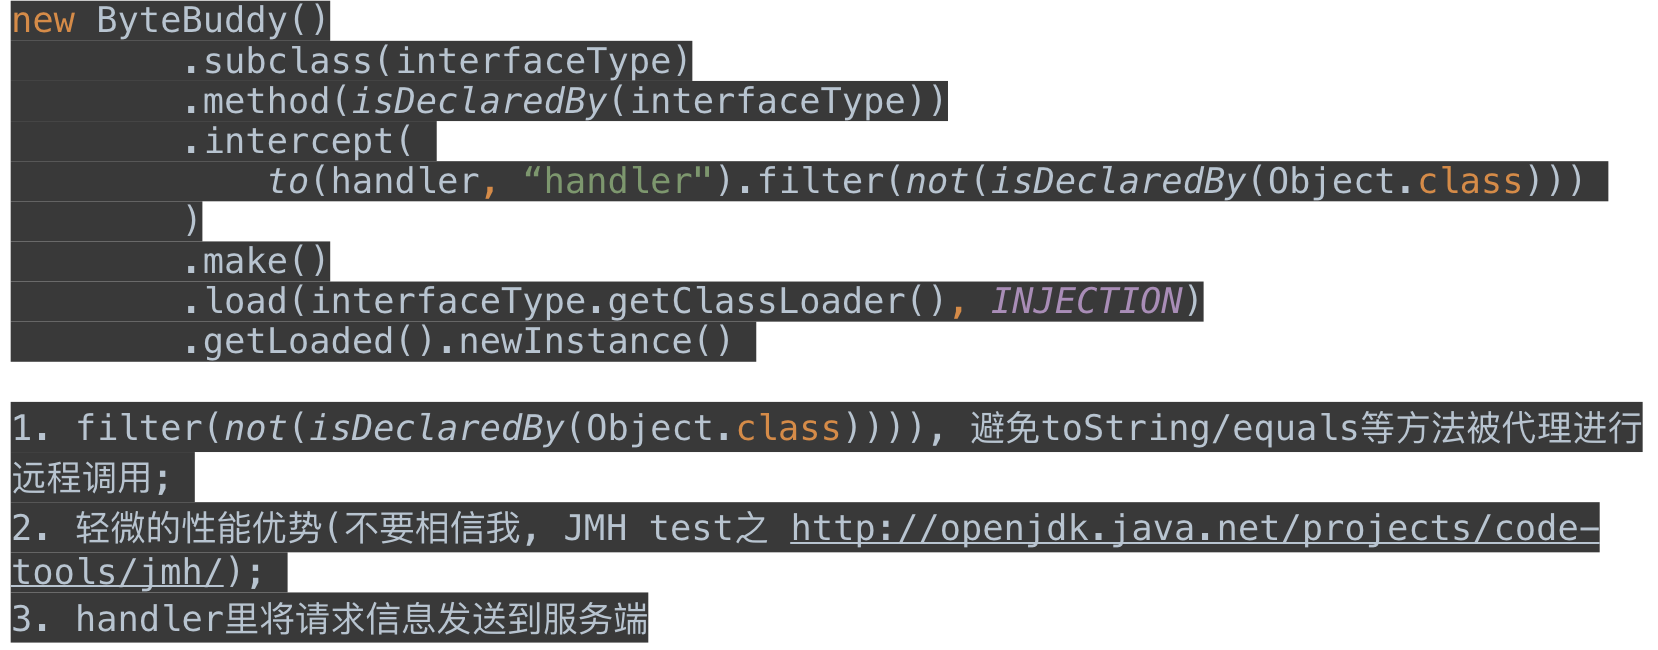 new ByteBuddy()
        .subclass(interfaceType)
        .method(isDeclaredBy(interfaceType))
        .intercept(
            to(handler, “handler").filter(not(isDeclaredBy(Object.class)))
        )
        .make()
        .load(interfaceType.getClassLoader(), INJECTION)
        .getLoaded().newInstance()
1. filter(not(isDeclaredBy(Object.class)))), 避免toString/equals等方法被代理进行
远程调用;
2. 轻微的性能优势(不要相信我, JMH test之 http://openjdk.java.net/projects/code-
tools/jmh/);
3. handler里将请求信息发送到服务端